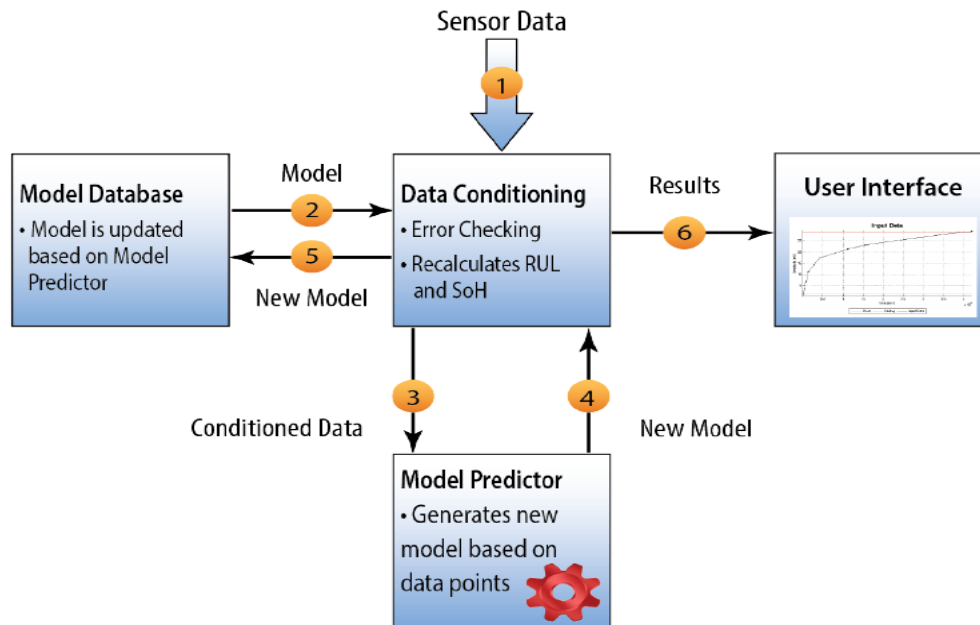 Sensor Data
1
Model Database
• Model is updated
based on Model
Predictor
Model
2
5
New Model
Data Conditioning
• Error Checking
• Recalculates RUL
and SoH
Results
6
User Interface
Input Data
3
Conditioned Data
4
New Model
Model Predictor
• Generates new
model based on
data points